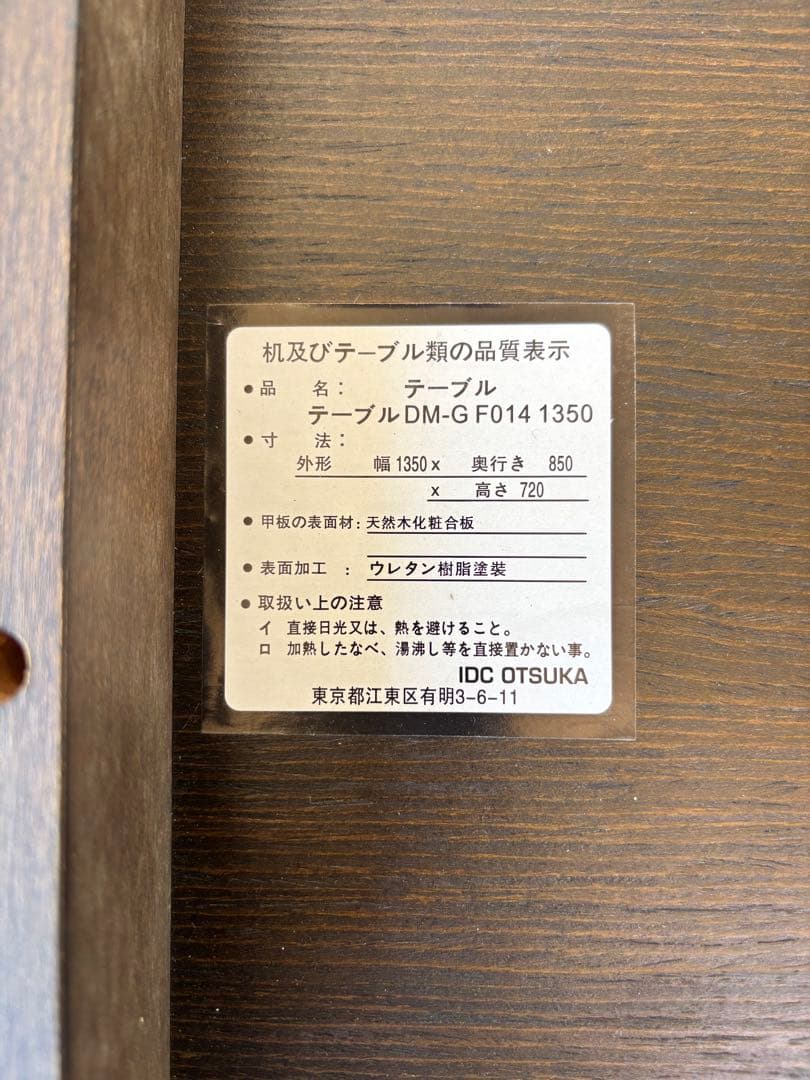 机及びテーブル類の品質表示
● 品　名： テーブル
テーブルDM-G F014 1350
● 寸　法：
外形 幅 1350 x 奥行き 850
x 高さ 720
● 甲板の表面材：天然木化粧合板
● 表面加工 ： ウレタン樹脂塗装
● 取扱い上の注意
イ 直接日光又は、熱を避けること。
ロ 加熱したなべ、湯沸し等を直接置かない事。
IDC OTSUKA
東京都江東区有明3-6-11